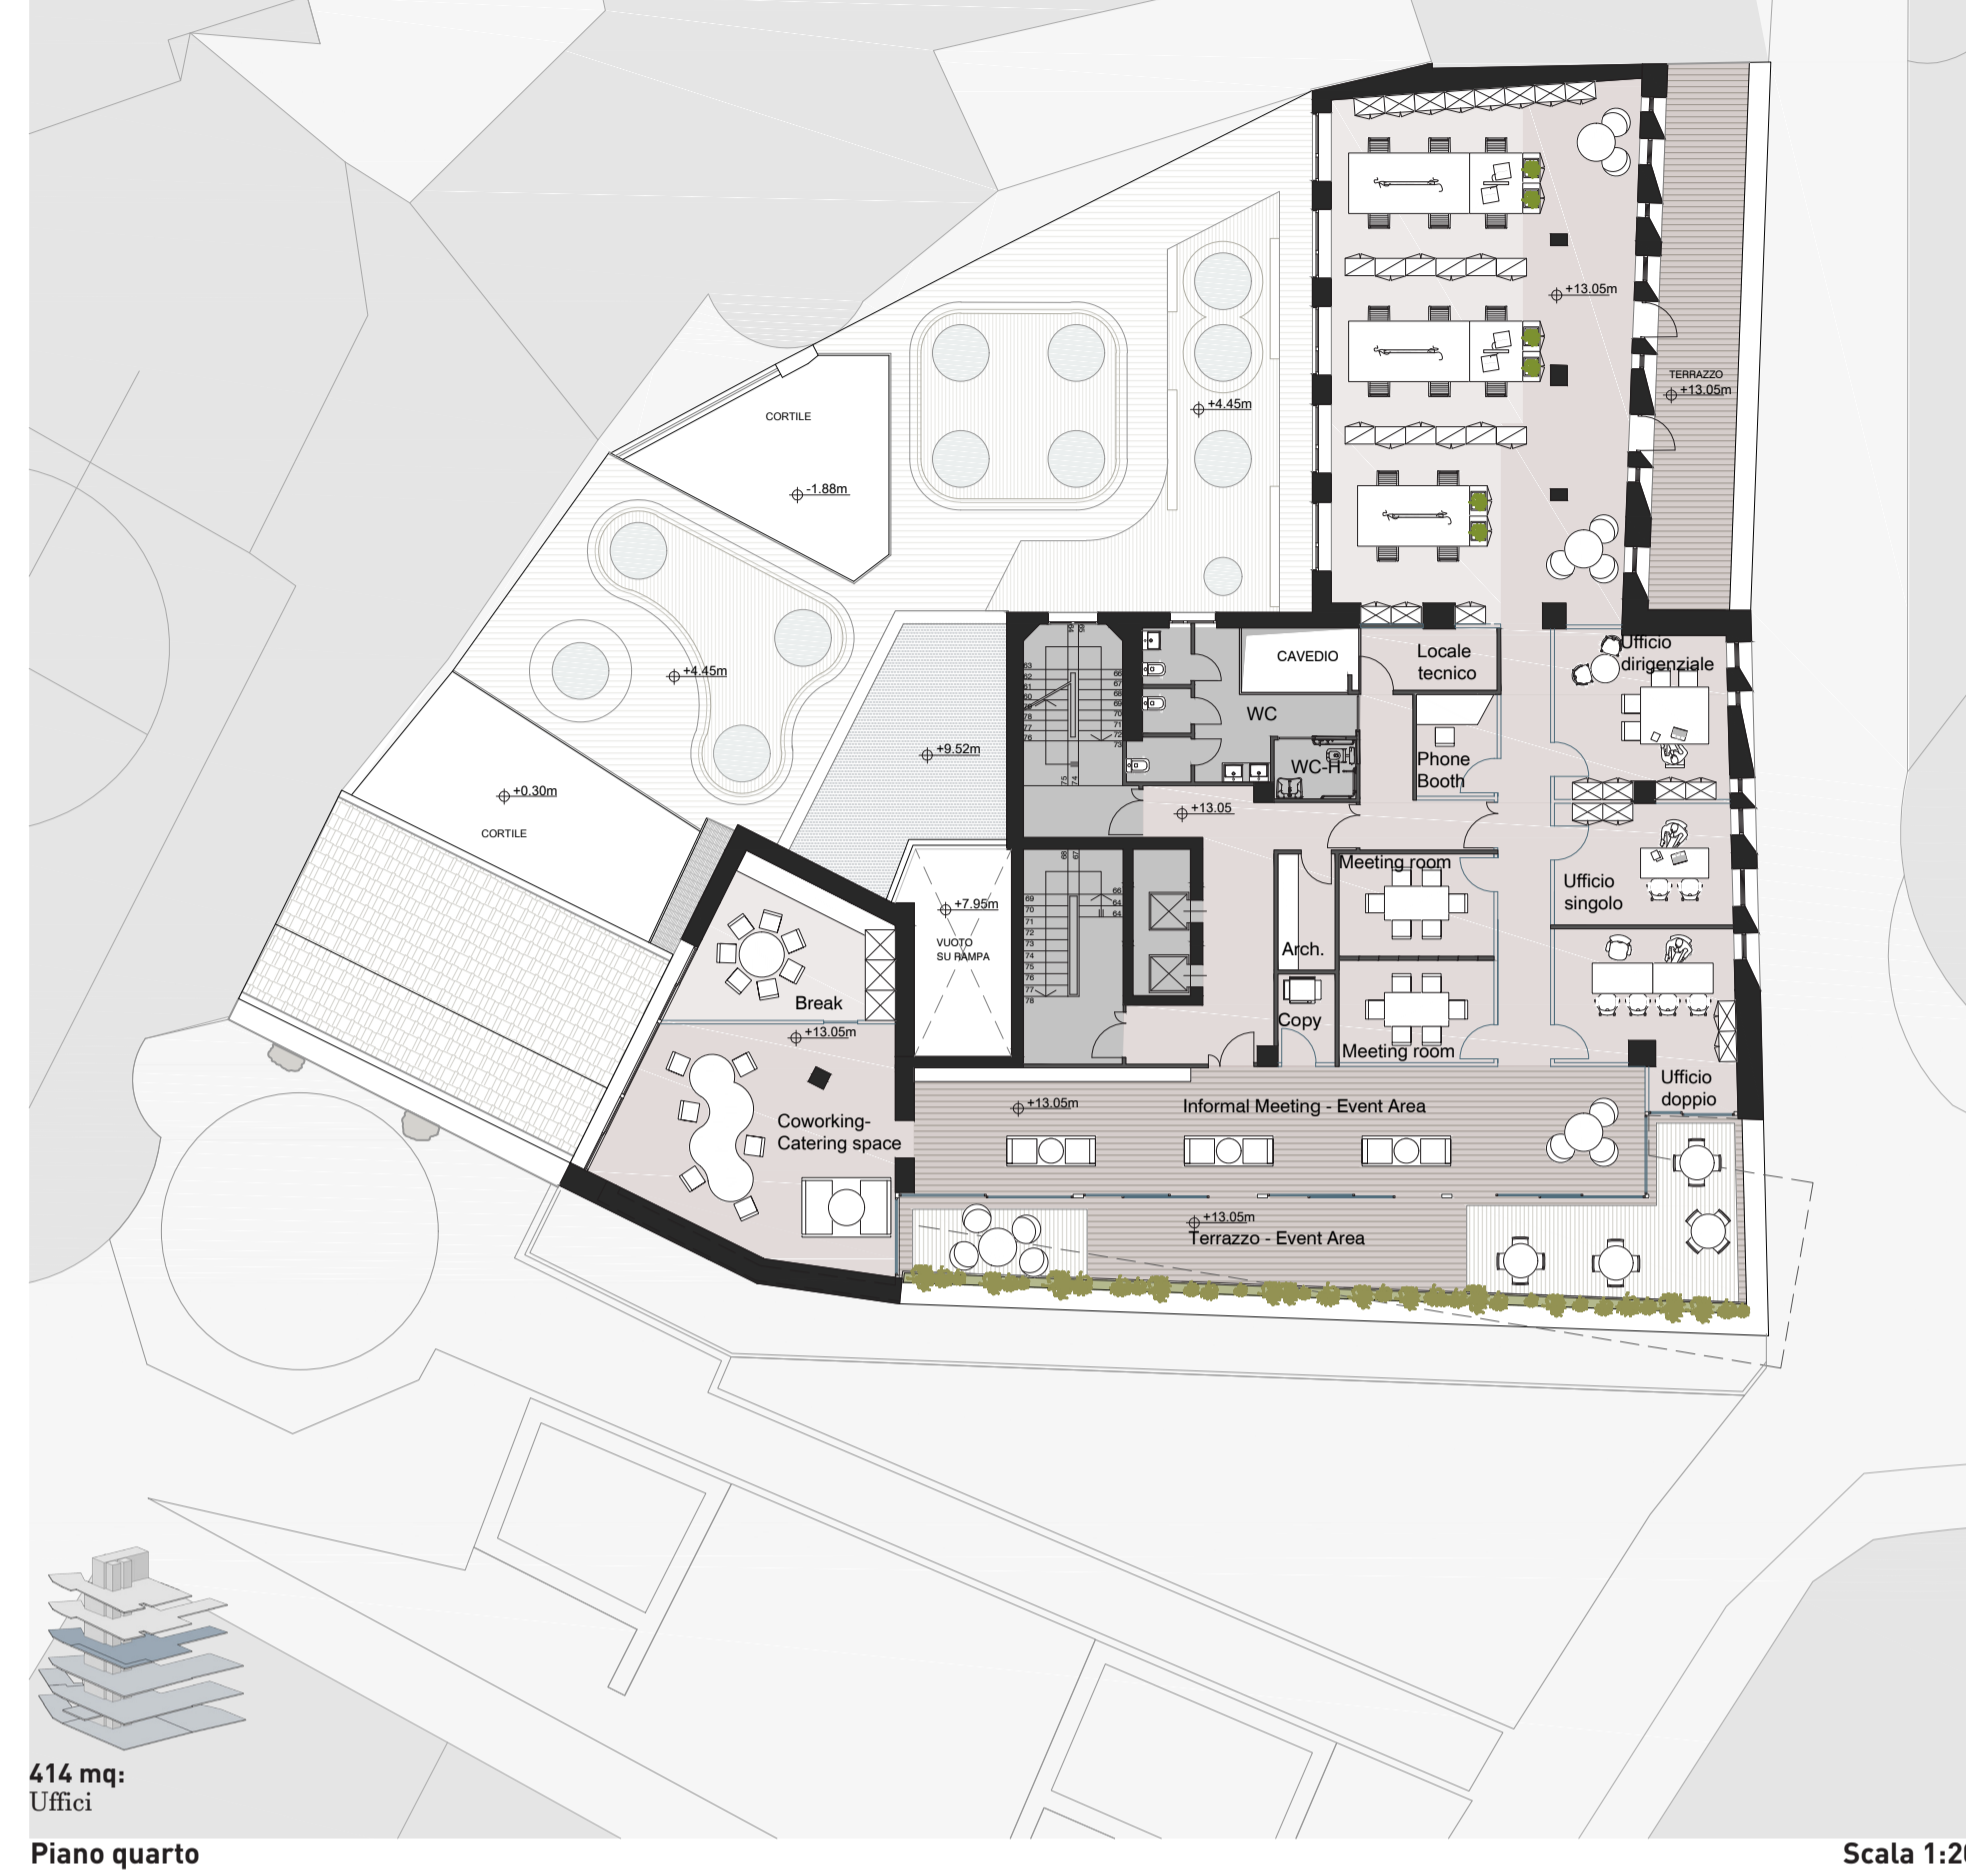 +13.05m
TERRAZZO
+13.05m
+4.45m
CORTILE
-1.88m
+4.45m
+9.52m
+0.30m
CORTILE
CAVEDIO
Locale
tecnico
Ufficio
dirigenziale
WC
WC-H
Phone
Booth
+13.05
+7.95m
VUOTO
SU RAMPA
Meeting room
Ufficio
singolo
Arch.
Break
+13.05m
Copy
Meeting room
Ufficio
doppio
+13.05m
Informal Meeting - Event Area
Coworking-
Catering space
+13.05m
Terrazzo - Event Area
414 mq:
Uffici
Piano quarto
Scala 1:20